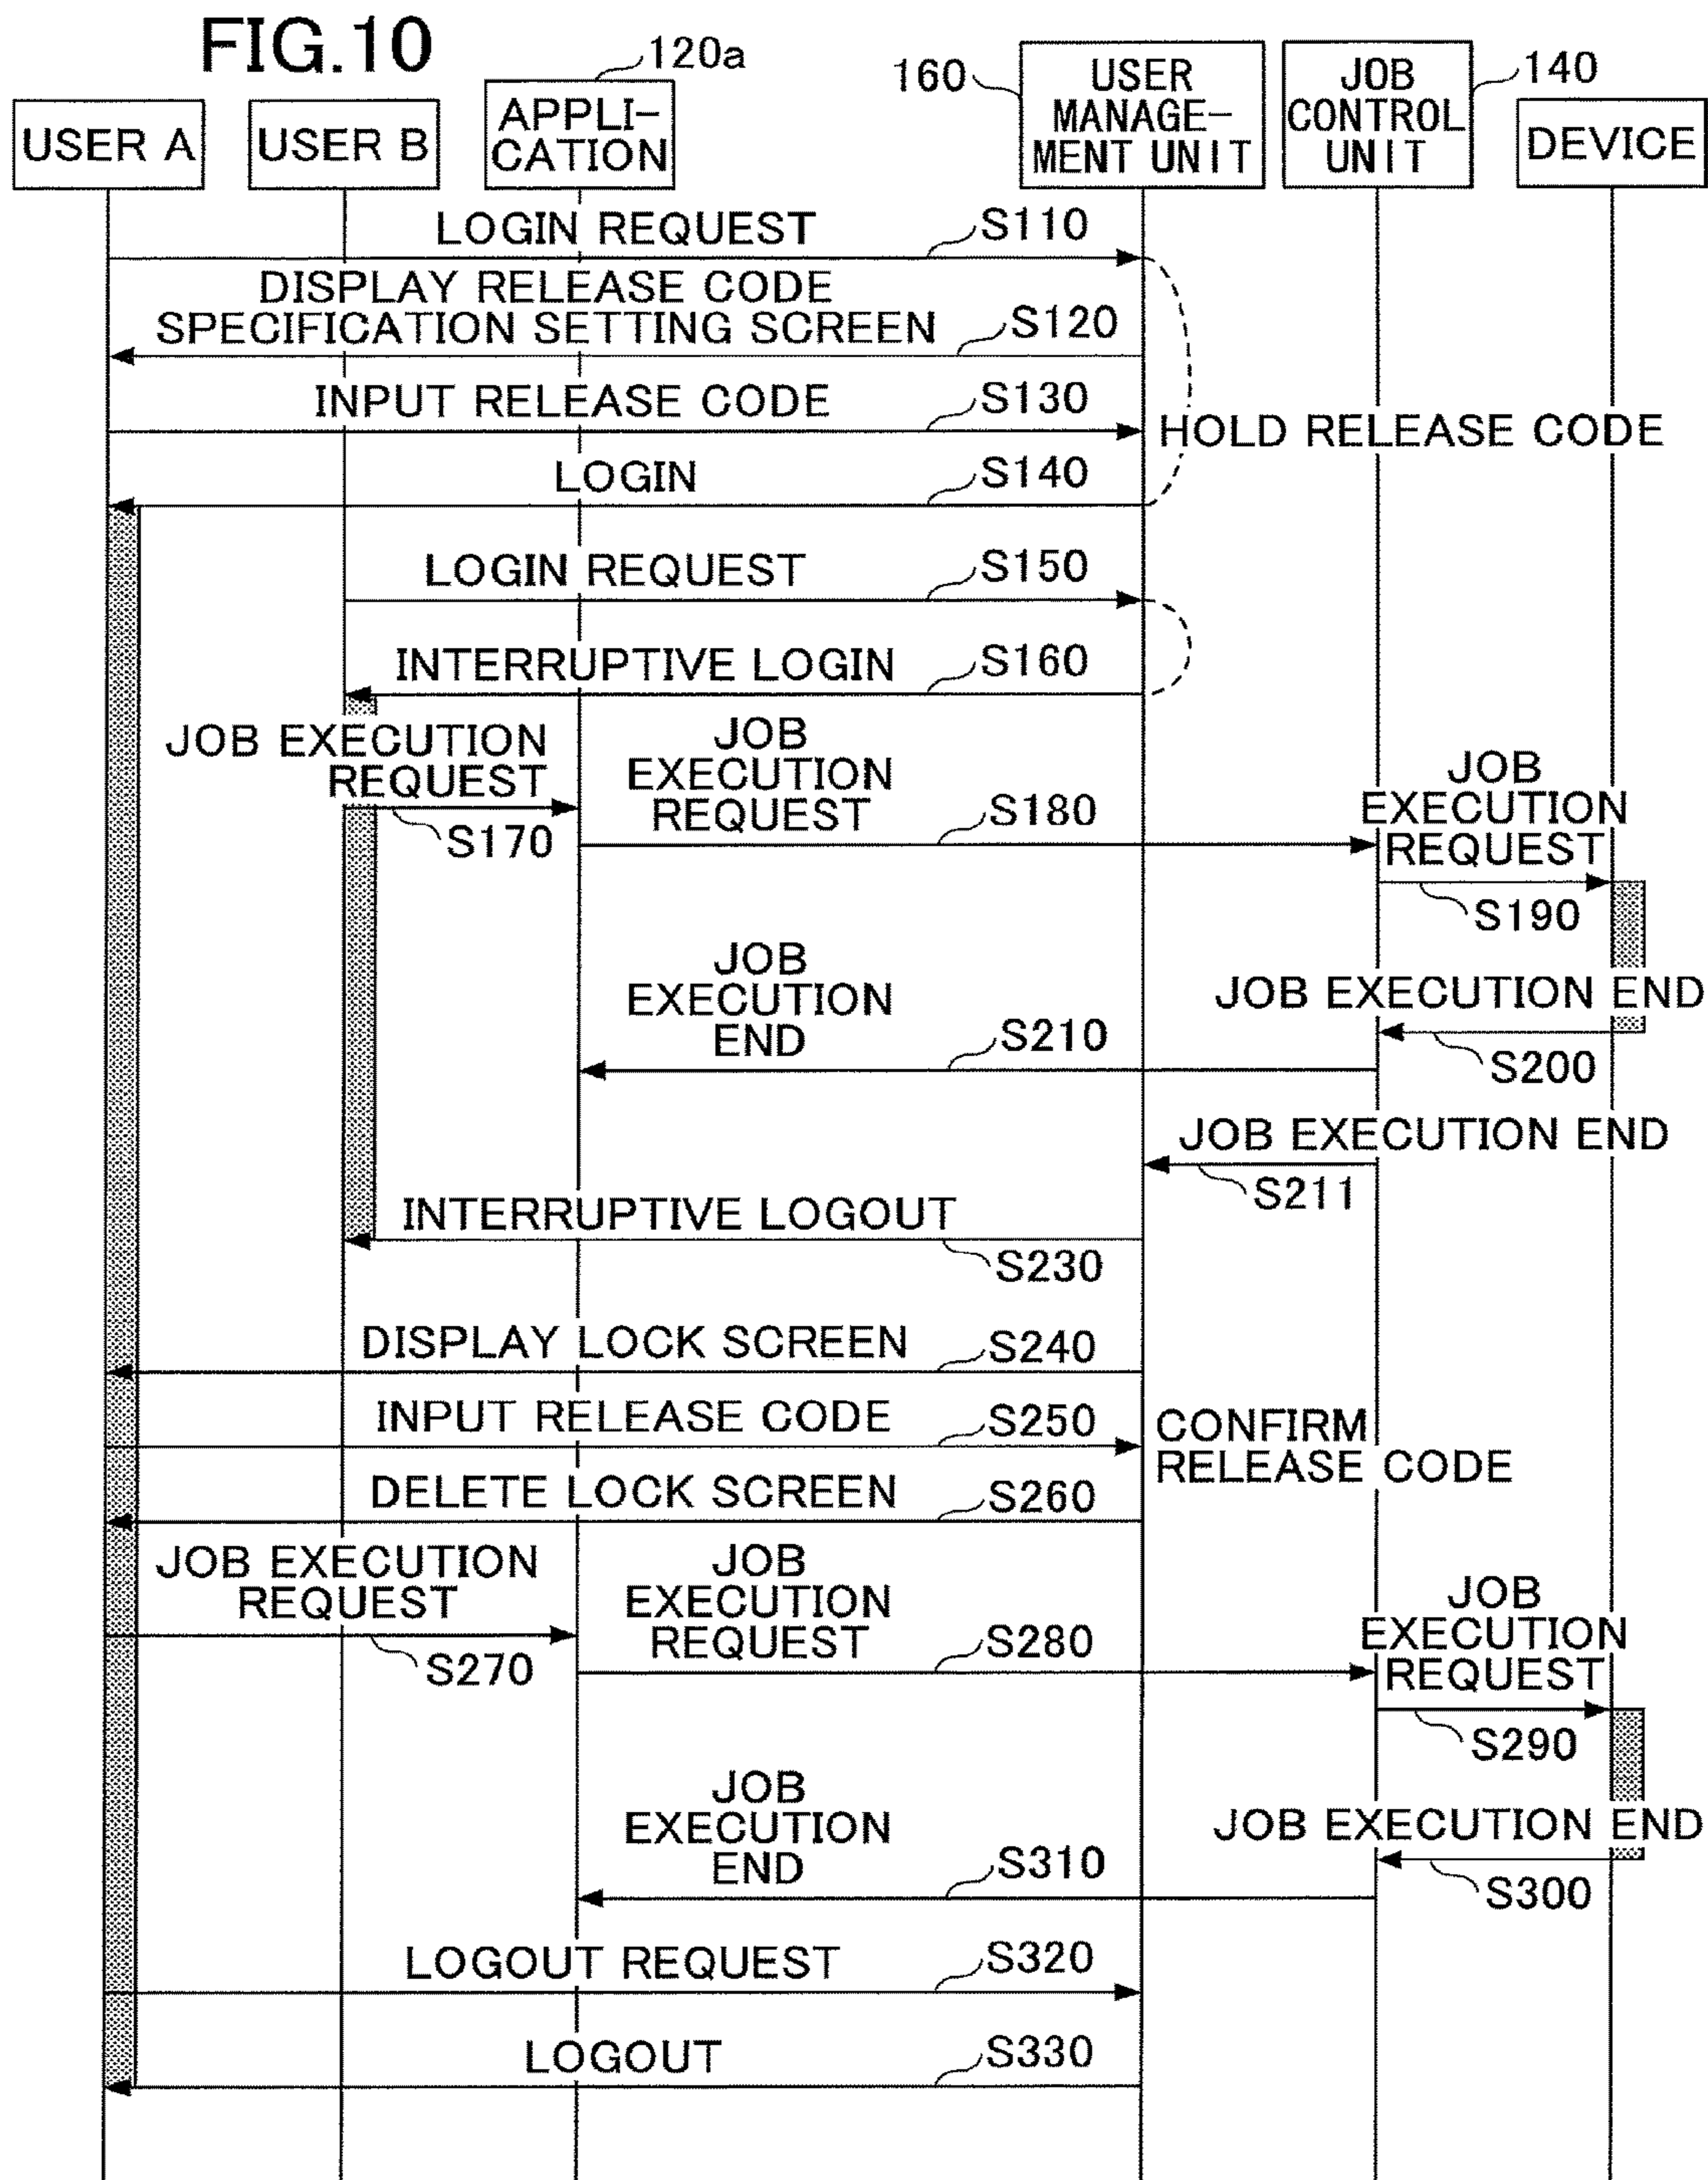 FIG.10
120a
160
140
USER A
USER B
APPLI-
CATION
USER
MANAGE-
MENT UNIT
JOB
CONTROL
UNIT
DEVICE
LOGIN REQUEST
S110
DISPLAY RELEASE CODE
SPECIFICATION SETTING SCREEN
S120
INPUT RELEASE CODE
S130
HOLD RELEASE CODE
LOGIN
S140
LOGIN REQUEST
S150
INTERRUPTIVE LOGIN
S160
JOB EXECUTION
REQUEST
S170
JOB
EXECUTION
REQUEST
S180
JOB
EXECUTION
REQUEST
S190
JOB EXECUTION END
S200
JOB
EXECUTION
END
S210
JOB EXECUTION END
S211
INTERRUPTIVE LOGOUT
S230
DISPLAY LOCK SCREEN
S240
INPUT RELEASE CODE
S250
CONFIRM
RELEASE CODE
DELETE LOCK SCREEN
S260
JOB EXECUTION
REQUEST
S270
JOB
EXECUTION
REQUEST
S280
JOB
EXECUTION
REQUEST
S290
JOB EXECUTION END
S300
JOB
EXECUTION
END
S310
LOGOUT REQUEST
S320
LOGOUT
S330